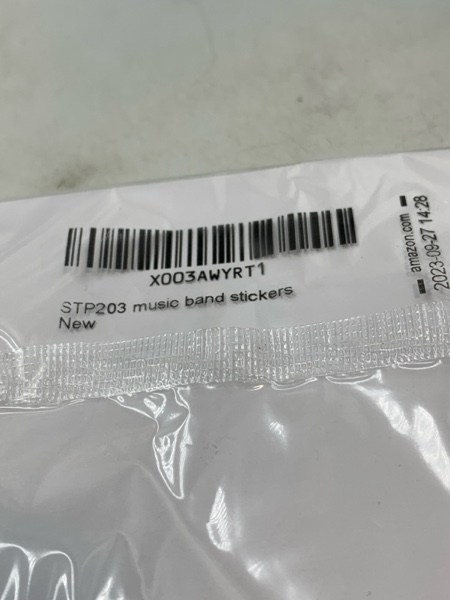 X003AWYRT1
STP203 music band stickers
New
amazon.com
2023-09-27 14:28